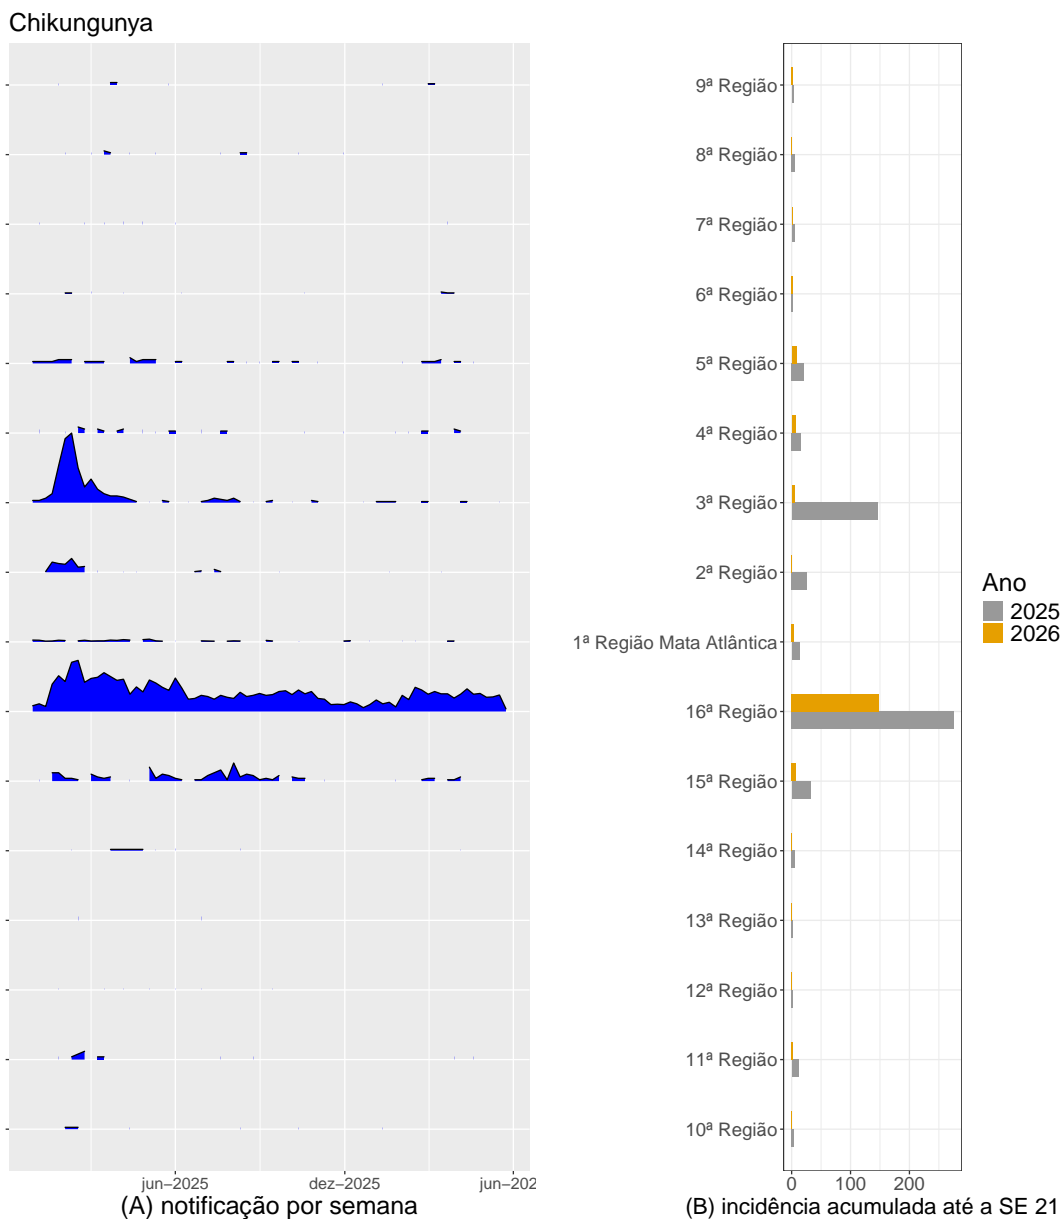 Chikungunya
9ª Região
8ª Região
7ª Região
6ª Região
5ª Região
4ª Região
3ª Região
2ª Região
1ª Região Mata Atlântica
16ª Região
15ª Região
14ª Região
13ª Região
12ª Região
11ª Região
10ª Região
Ano
2025
2026
jun−2025
dez−2025
jun−202
0
100
200
(A) notificação por semana
(B) incidência acumulada até a SE 21